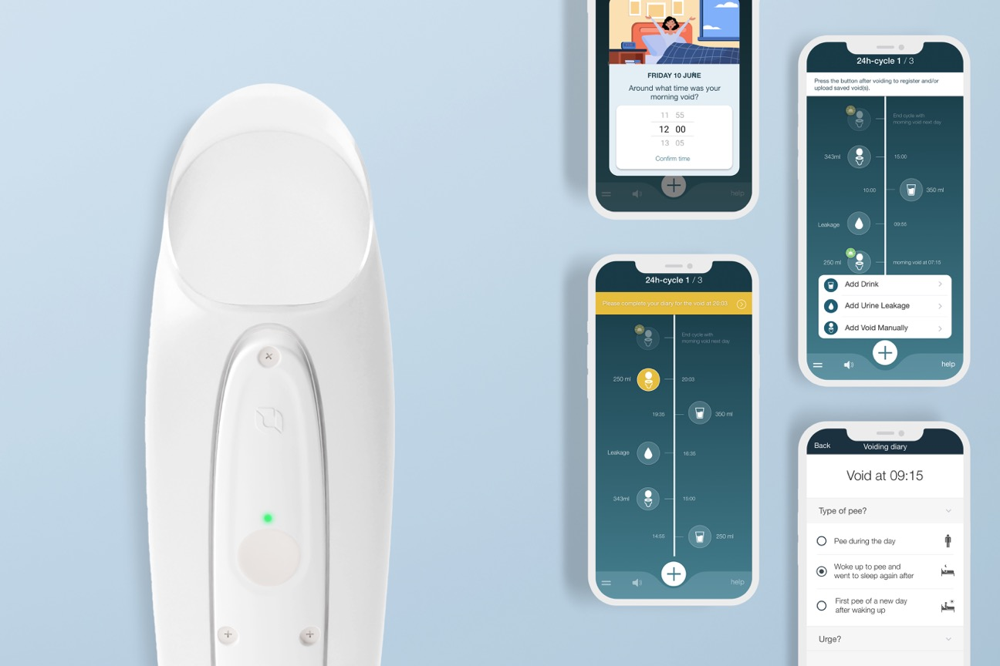 FRIDAY 10 JUNE
Around what time was your
morning void?
11 55
12 00
13 05
Confirm time
help
24h-cycle 1 / 3
Press the button after voiding to register and/or
upload saved void(s).
End cycle with
morning void next day
343ml
15:00
10:00
350 ml
Leakage
09:55
250 ml
morning void at 07:15
Add Drink
Add Urine Leakage
Add Void Manually
help
24h-cycle 1 / 3
Please complete your diary for the void at 20:03
End cycle with
morning void next day
250 ml
20:03
19:35
350 ml
Leakage
16:35
343ml
15:00
14:55
250 ml
help
Back
Voiding diary
Void at 09:15
Type of pee?
Pee during the day
Woke up to pee and
went to sleep again after
First pee of a new day
after waking up
Urge?